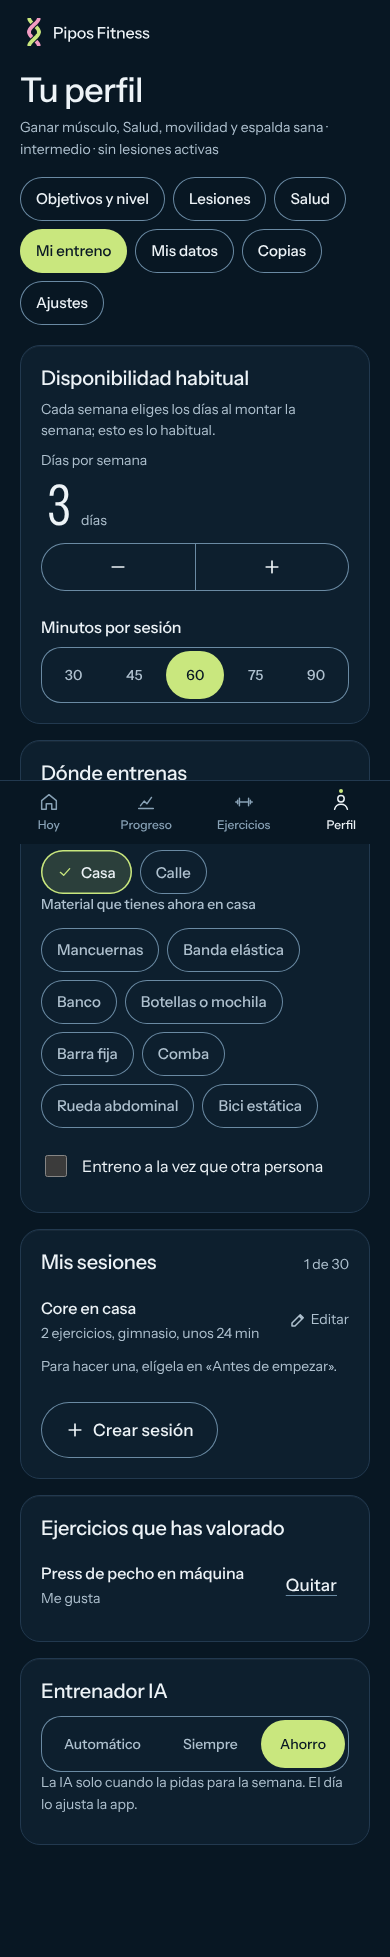 Pipos Fitness
Tu perfil
Ganar músculo, Salud, movilidad y espalda sana ·
intermedio · sin lesiones activas
Objetivos y nivel
Lesiones
Salud
Mi entreno
Mis datos
Copias
Ajustes
Disponibilidad habitual
Cada semana eliges los días al montar la
semana; esto es lo habitual.
Días por semana
3 días
Minutos por sesión
30 45 60 75 90
Dónde entrenas
Hoy
Progreso
Ejercicios
Perfil
Casa
Calle
Material que tienes ahora en casa
Mancuernas
Banda elástica
Banco
Botellas o mochila
Barra fija
Comba
Rueda abdominal
Bici estática
Entreno a la vez que otra persona
Mis sesiones
1 de 30
Core en casa
2 ejercicios, gimnasio, unos 24 min
Editar
Para hacer una, elígela en «Antes de empezar».
Crear sesión
Ejercicios que has valorado
Press de pecho en máquina
Me gusta
Quitar
Entrenador IA
Automático
Siempre
Ahorro
La IA solo cuando la pidas para la semana. El día
lo ajusta la app.